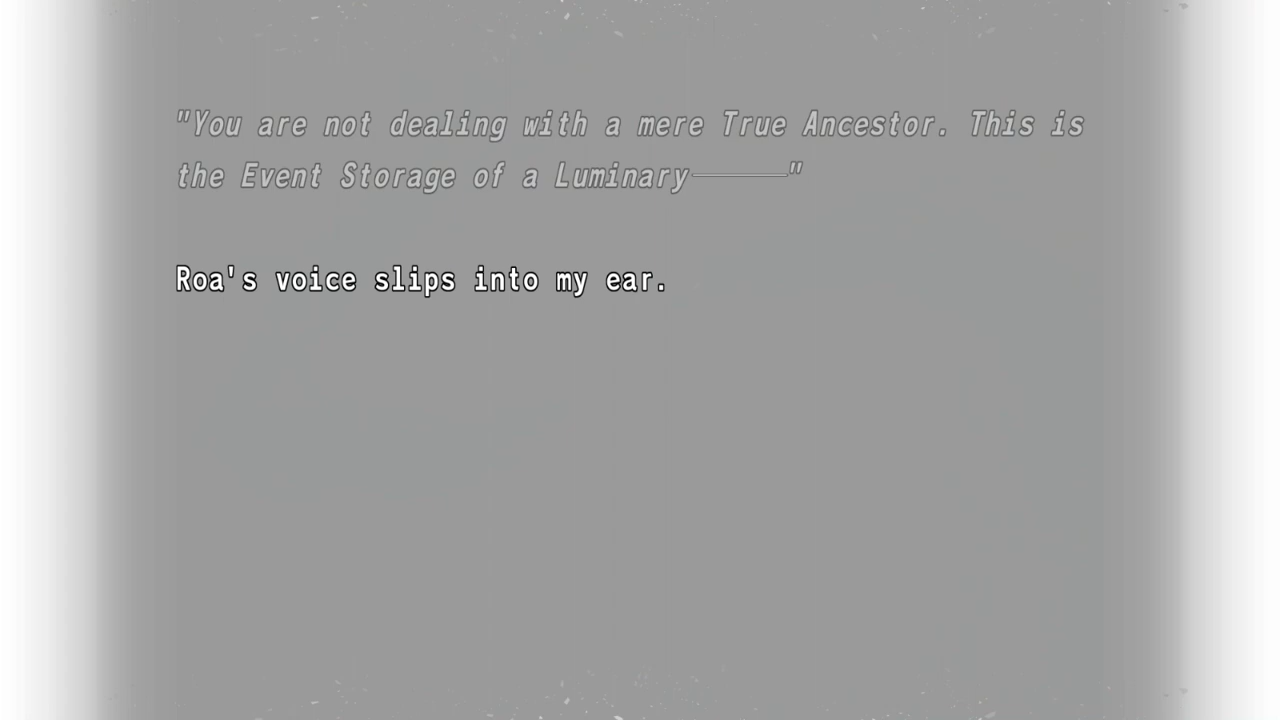 "You are not dealing with a mere True Ancestor. This is
the Event Storage of a Luminary———"
Roa's voice slips into my ear.